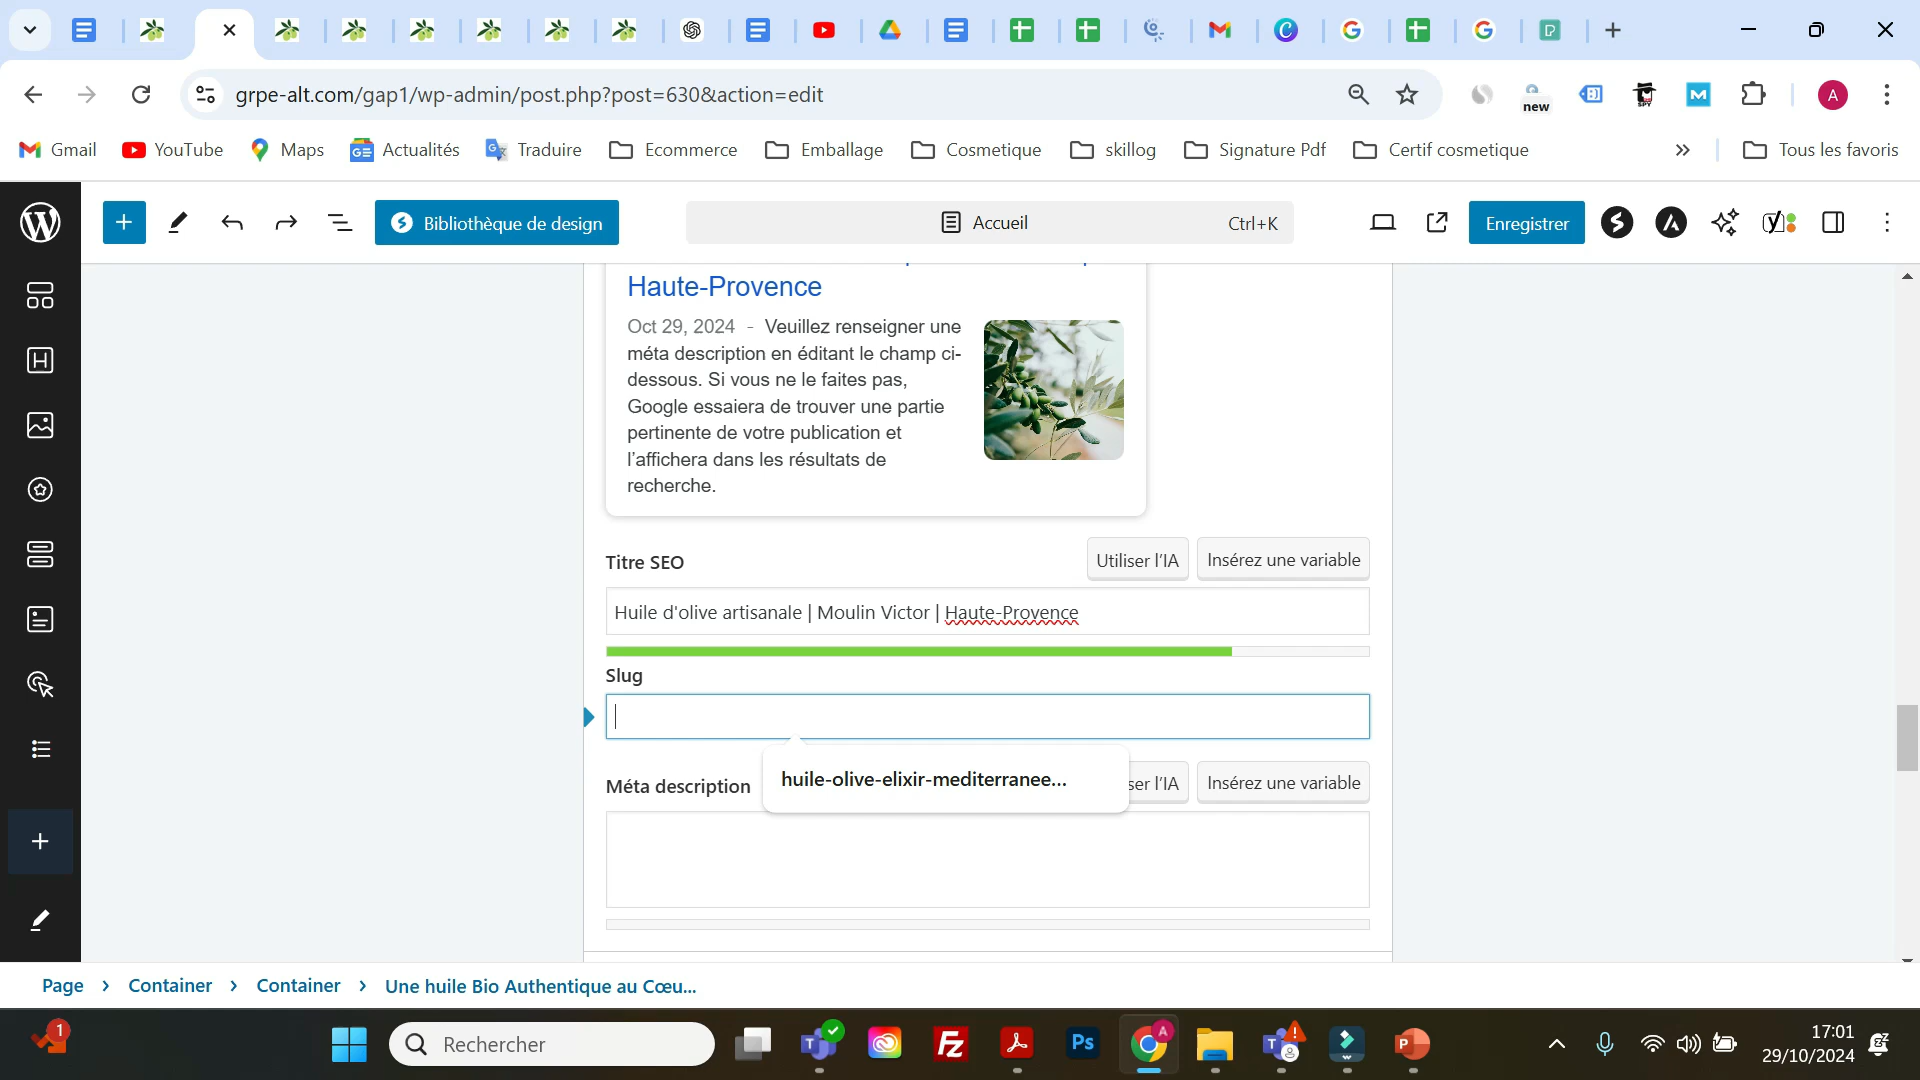 grpe-alt.com/gap1/wp-admin/post.php?post=630&action=edit
new
A
Gmail
YouTube
Maps
Actualités
Traduire
Ecommerce
Emballage
Cosmetique
skillog
Signature Pdf
Certif cosmetique
»
Tous les favoris
Bibliothèque de design
Accueil
Ctrl+K
Enregistrer
Haute-Provence
Oct 29, 2024 - Veuillez renseigner une
méta description en éditant le champ ci-
dessous. Si vous ne le faites pas,
Google essaiera de trouver une partie
pertinente de votre publication et
l'affichera dans les résultats de
recherche.
Titre SEO
Utiliser l'IA
Insérez une variable
Huile d'olive artisanale | Moulin Victor | Haute-Provence
Slug
huile-olive-elixir-mediterranee...
Méta description
ser l'IA
Insérez une variable
Page > Container > Container > Une huile Bio Authentique au Cœu...
1
Rechercher
17:01
29/10/2024